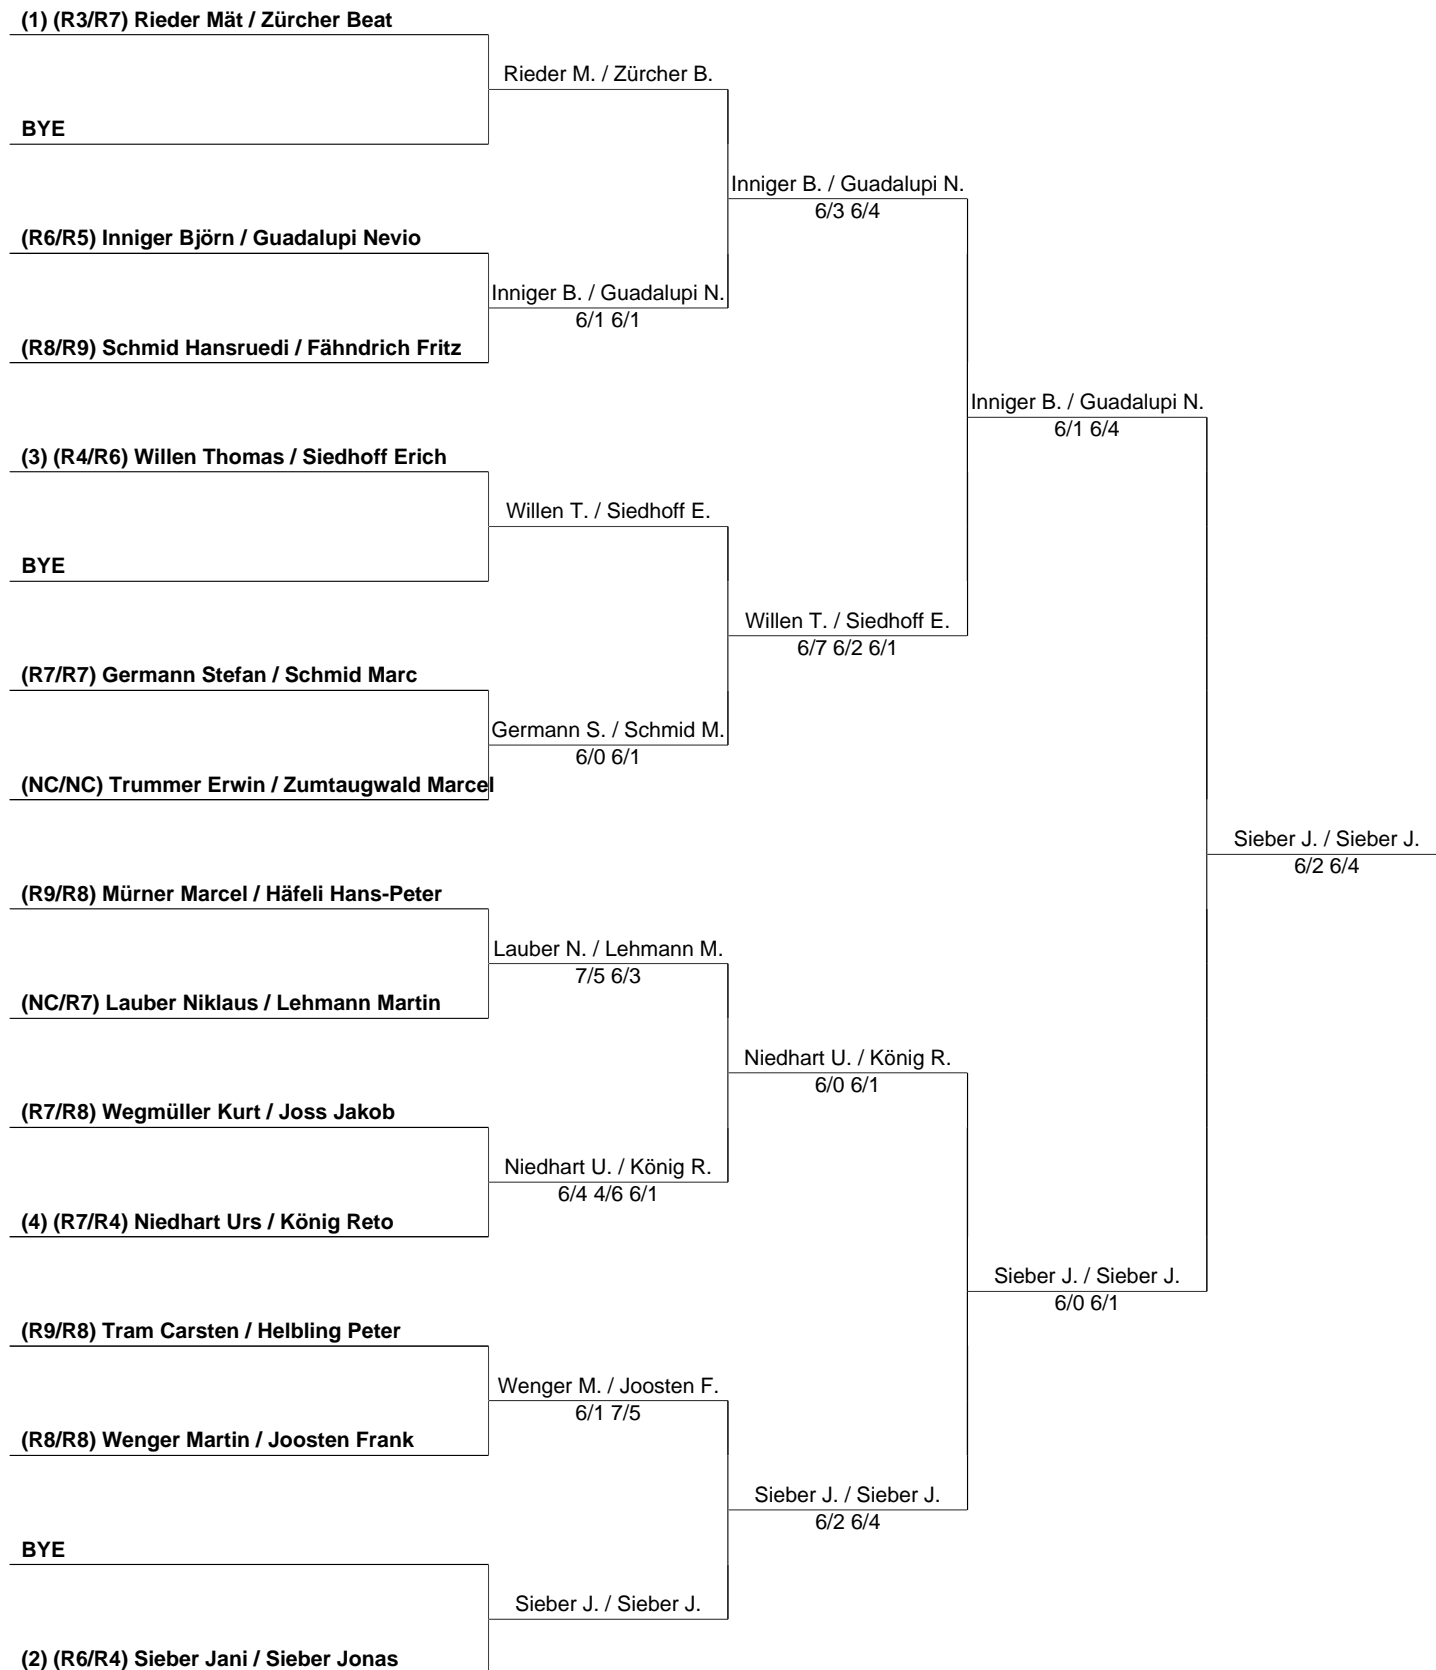 (1) (R3/R7) Rieder Mät / Zürcher Beat
Rieder M. / Zürcher B.
BYE
Inniger B. / Guadalupi N.
6/3 6/4
(R6/R5) Inniger Björn / Guadalupi Nevio
Inniger B. / Guadalupi N.
6/1 6/1
(R8/R9) Schmid Hansruedi / Fähndrich Fritz
Inniger B. / Guadalupi N.
6/1 6/4
(3) (R4/R6) Willen Thomas / Siedhoff Erich
Willen T. / Siedhoff E.
BYE
Willen T. / Siedhoff E.
6/7 6/2 6/1
(R7/R7) Germann Stefan / Schmid Marc
Germann S. / Schmid M.
6/0 6/1
(NC/NC) Trummer Erwin / Zumtaugwald Marcel
Sieber J. / Sieber J.
6/2 6/4
(R9/R8) Mürner Marcel / Häfeli Hans-Peter
Lauber N. / Lehmann M.
7/5 6/3
(NC/R7) Lauber Niklaus / Lehmann Martin
Niedhart U. / König R.
6/0 6/1
(R7/R8) Wegmüller Kurt / Joss Jakob
Niedhart U. / König R.
6/4 4/6 6/1
(4) (R7/R4) Niedhart Urs / König Reto
Sieber J. / Sieber J.
6/0 6/1
(R9/R8) Tram Carsten / Helbling Peter
Wenger M. / Joosten F.
6/1 7/5
(R8/R8) Wenger Martin / Joosten Frank
Sieber J. / Sieber J.
6/2 6/4
BYE
Sieber J. / Sieber J.
(2) (R6/R4) Sieber Jani / Sieber Jonas